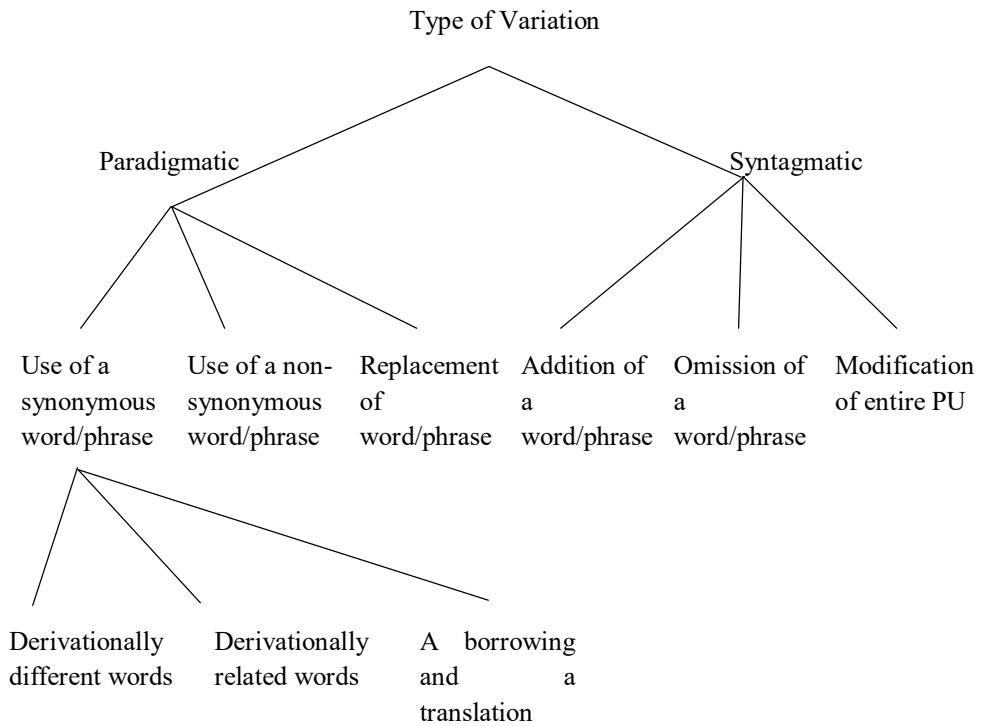 Type of Variation
Paradigmatic
Syntagmatic
Use of a
synonymous
word/phrase
Use of a non-
synonymous
word/phrase
Replacement
of
word/phrase
Addition of
a
word/phrase
Omission of
a
word/phrase
Modification
of entire PU
Derivationally
different words
Derivationally
related words
A borrowing
and a
translation